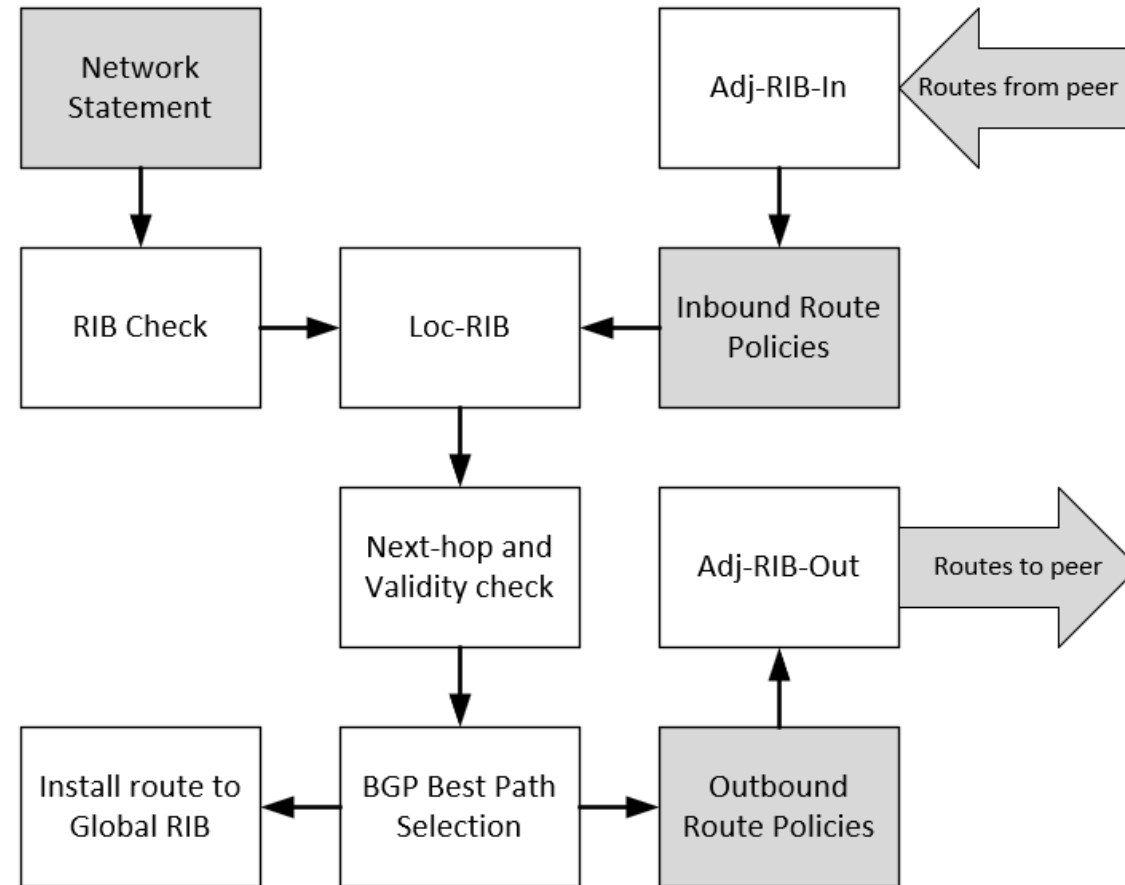 Network
Statement
Adj-RIB-In
Routes from peer
RIB Check
Loc-RIB
Inbound Route
Policies
Next-hop and
Validity check
Adj-RIB-Out
Routes to peer
Install route to
Global RIB
BGP Best Path
Selection
Outbound
Route Policies